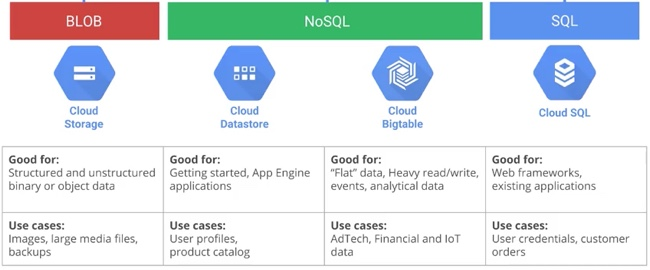 BLOB
NoSQL
SQL
Cloud
Storage
Cloud
Datastore
Cloud
Bigtable
Cloud SQL
Good for:
Structured and unstructured
binary or object data
Good for:
Getting started, App Engine
applications
Good for:
“Flat” data, Heavy read/write,
events, analytical data
Good for:
Web frameworks,
existing applications
Use cases:
Images, large media files,
backups
Use cases:
User profiles,
product catalog
Use cases:
AdTech, Financial and IoT
data
Use cases:
User credentials, customer
orders